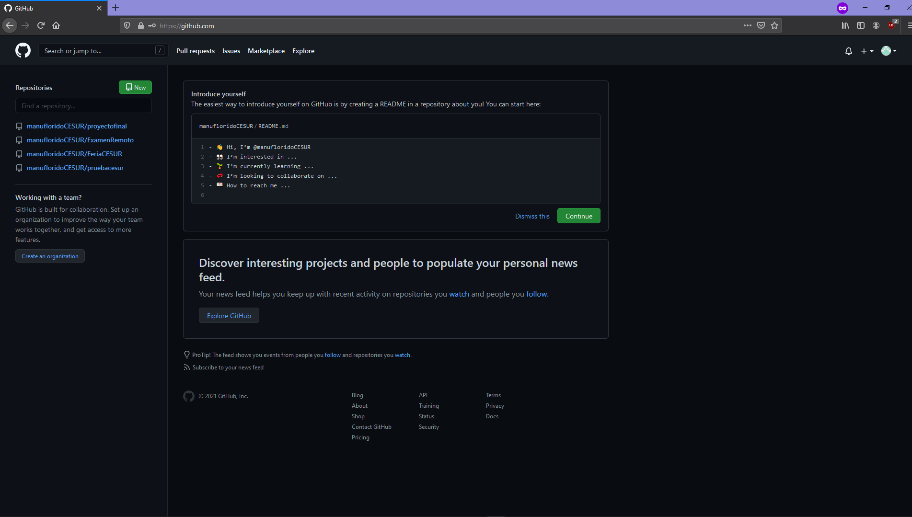 GitHub
https://github.com
Search or jump to...
/
Pull requests Issues Marketplace Explore
Repositories
New
Find a repository...
manufloridoCESUR/proyectofinal
manufloridoCESUR/ExamenRemoto
manufloridoCESUR/FeriaCESUR
manufloridoCESUR/pruebacesur
Working with a team?
GitHub is built for collaboration. Set up an
organization to improve the way your team
works together, and get access to more
features.
Create an organization
Introduce yourself
The easiest way to introduce yourself on GitHub is by creating a README in a repository about you! You can start here:
manufloridoCESUR / README.md
1 - 👋 Hi, I'm @manufloridoCESUR
2 - 👀 I'm interested in ...
3 - 🌱 I'm currently learning ...
4 - 💞️ I'm looking to collaborate on ...
5 - 📫 How to reach me ...
6
Dismiss this
Continue
Discover interesting projects and people to populate your personal news
feed.
Your news feed helps you keep up with recent activity on repositories you watch and people you follow.
Explore GitHub
ProTip! The feed shows you events from people you follow and repositories you watch.
Subscribe to your news feed
© 2021 GitHub, Inc.
Blog
About
Shop
Contact GitHub
Pricing
API
Training
Status
Security
Terms
Privacy
Docs